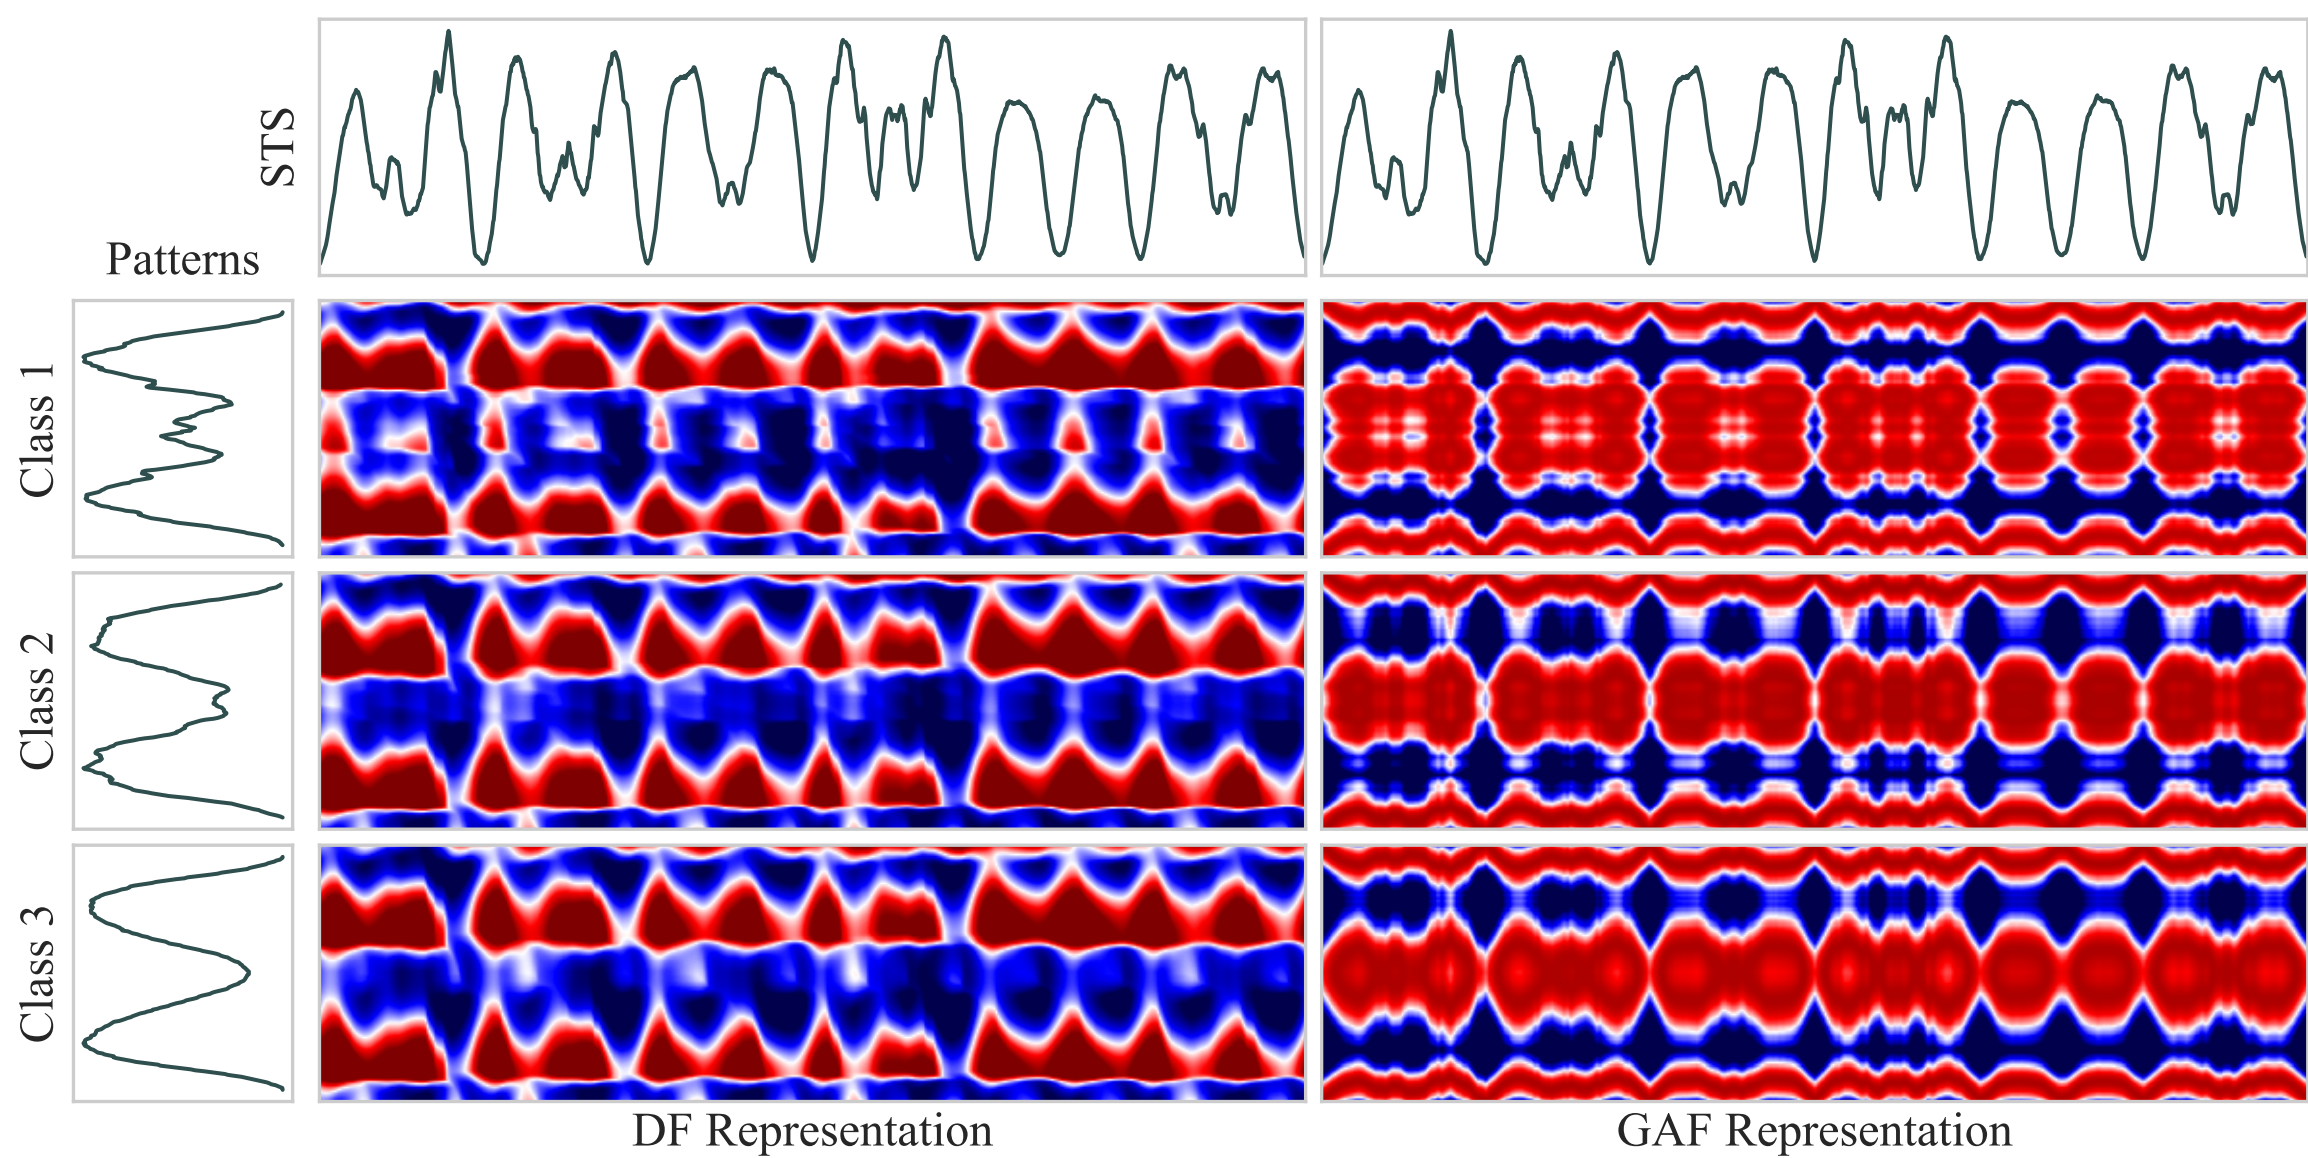 STS
Patterns
Class 1
Class 2
Class 3
DF Representation
GAF Representation